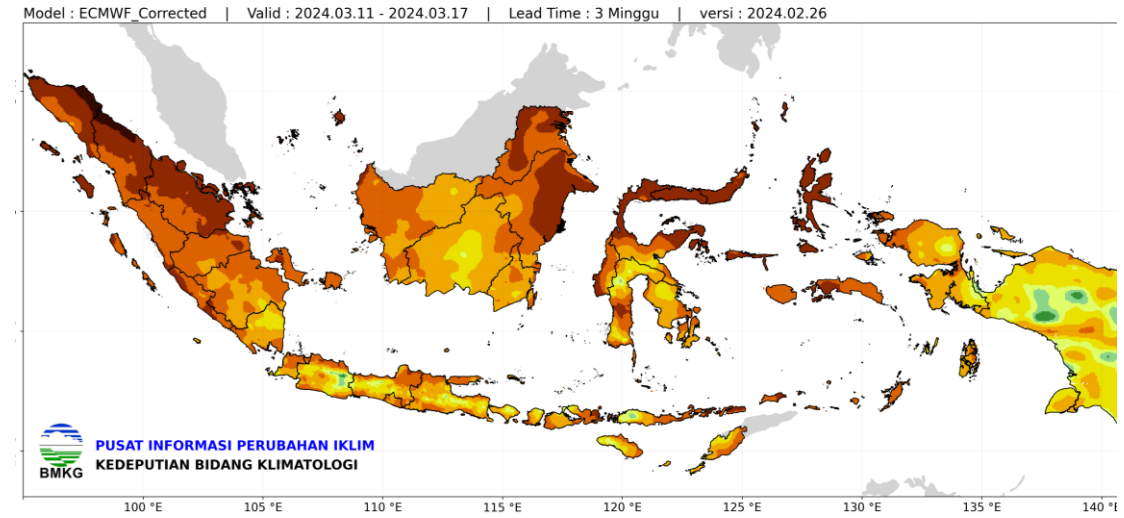 Model : ECMWF_Corrected | Valid : 2024.03.11 - 2024.03.17 | Lead Time : 3 Minggu | versi : 2024.02.26
PUSAT INFORMASI PERUBAHAN IKLIM
KEDEPUTIAN BIDANG KLIMATOLOGI
BMKG
100 °E 105 °E 110 °E 115 °E 120 °E 125 °E 130 °E 135 °E 140 °E